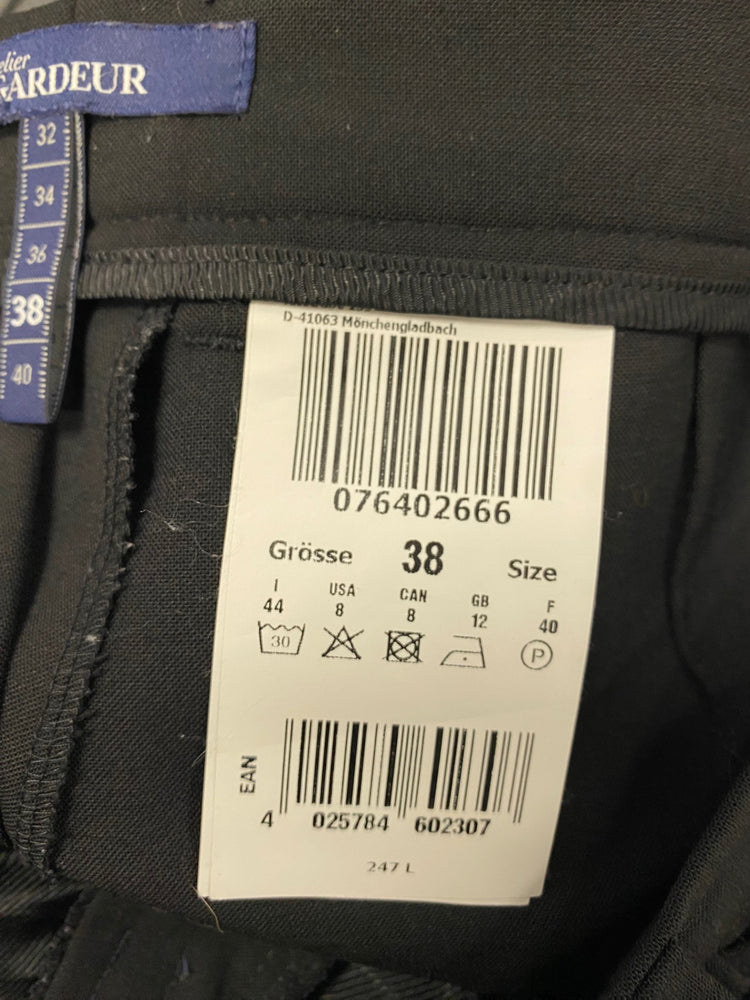 elier
GARDEUR
32
34
36
38
40
D-41063 Mönchengladbach
076402666
Grösse 38 Size
I USA CAN GB F
44 8 8 12 40
30 P
EAN
4 025784 602307
247 L